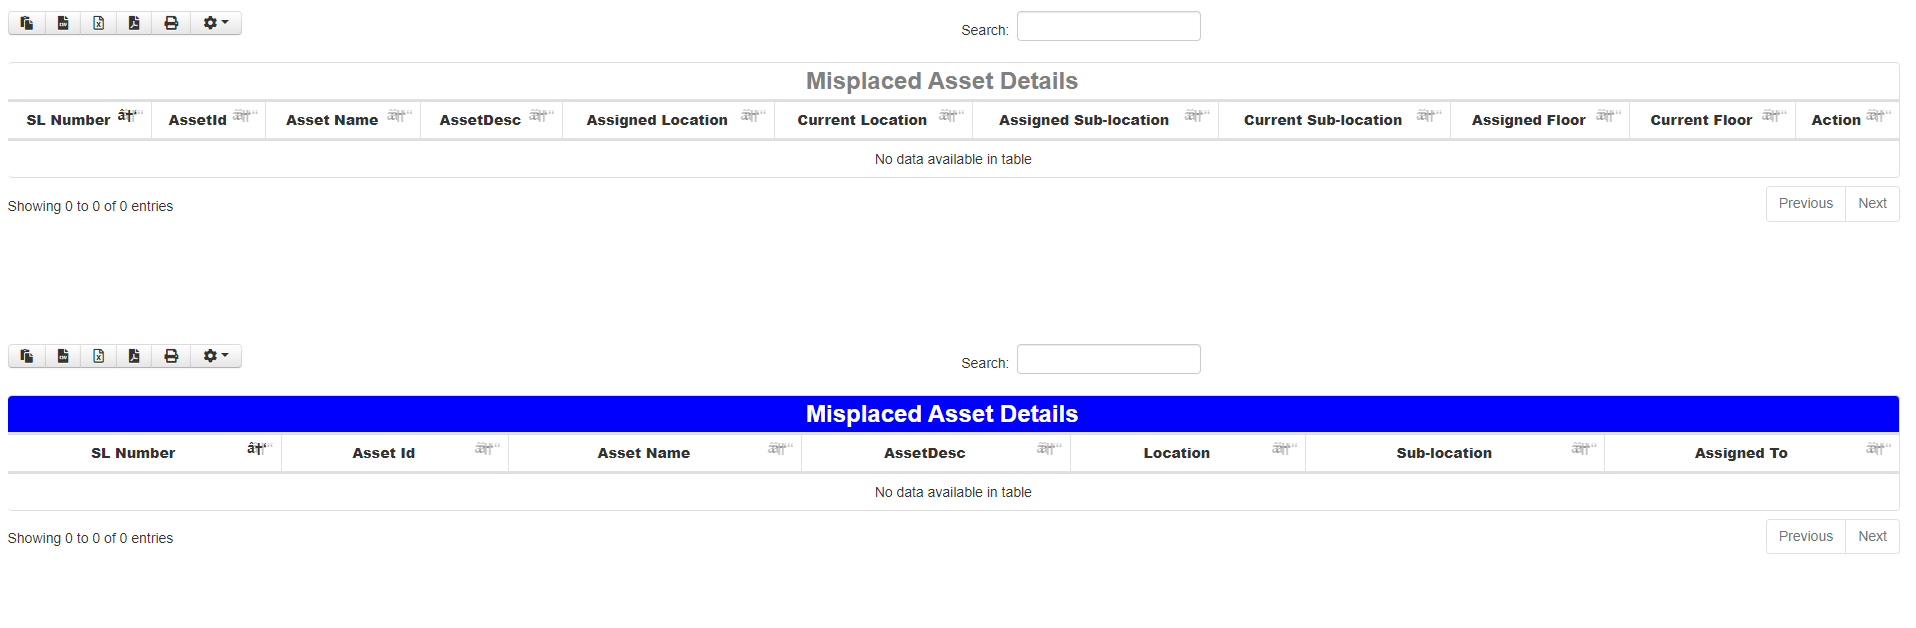 Search:
Misplaced Asset Details
SL Number AssetId Asset Name AssetDesc Assigned Location Current Location Assigned Sub-location Current Sub-location Assigned Floor Current Floor Action
No data available in table
Showing 0 to 0 of 0 entries Previous Next
Search:
Misplaced Asset Details
SL Number Asset Id Asset Name AssetDesc Location Sub-location Assigned To
No data available in table
Showing 0 to 0 of 0 entries Previous Next